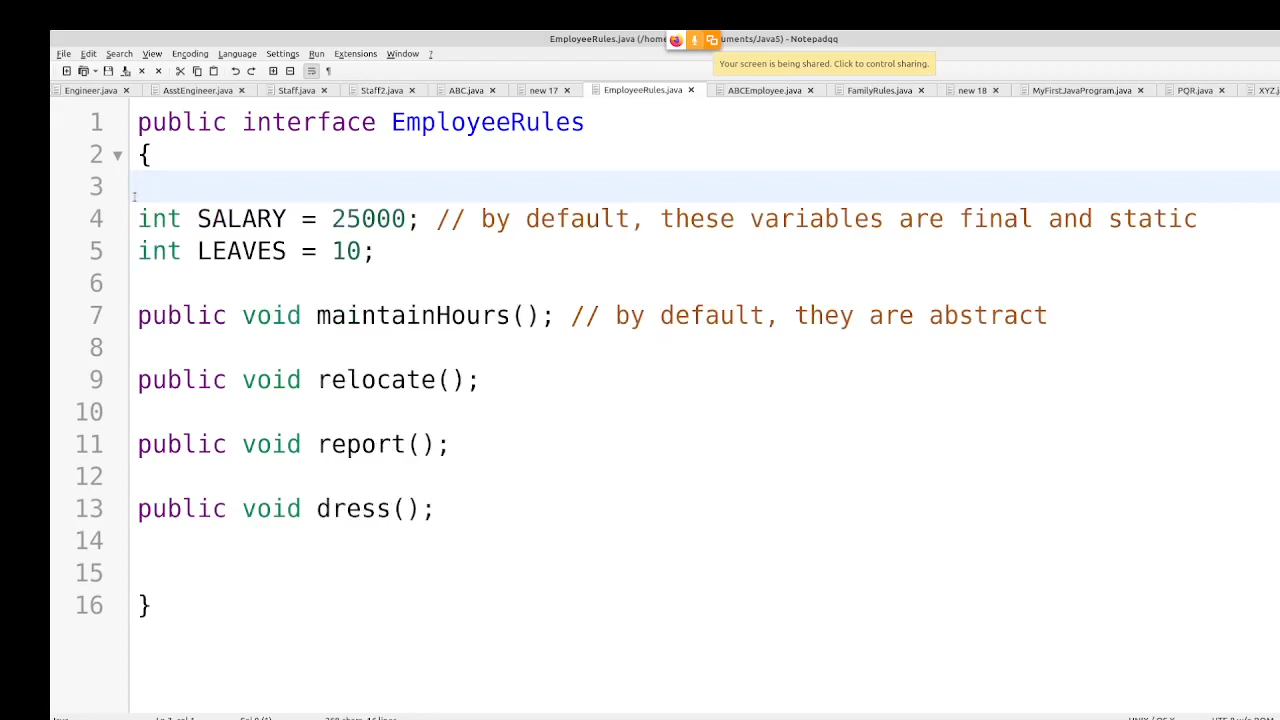 EmployeeRules.java (/home uments/Java5) - Notepadqq
File Edit Search View Encoding Language Settings Run Extensions Window ?
Your screen is being shared. Click to control sharing.
Engineer.java AsstEngineer.java Staff.java Staff2.java ABC.java new 17 EmployeeRules.java ABCEmployee.java FamilyRules.java new 18 MyFirstJavaProgram.java PQR.java XYZ.j
1 public interface EmployeeRules
2 {
3
4 int SALARY = 25000; // by default, these variables are final and static
5 int LEAVES = 10;
6
7 public void maintainHours(); // by default, they are abstract
8
9 public void relocate();
10
11 public void report();
12
13 public void dress();
14
15
16 }